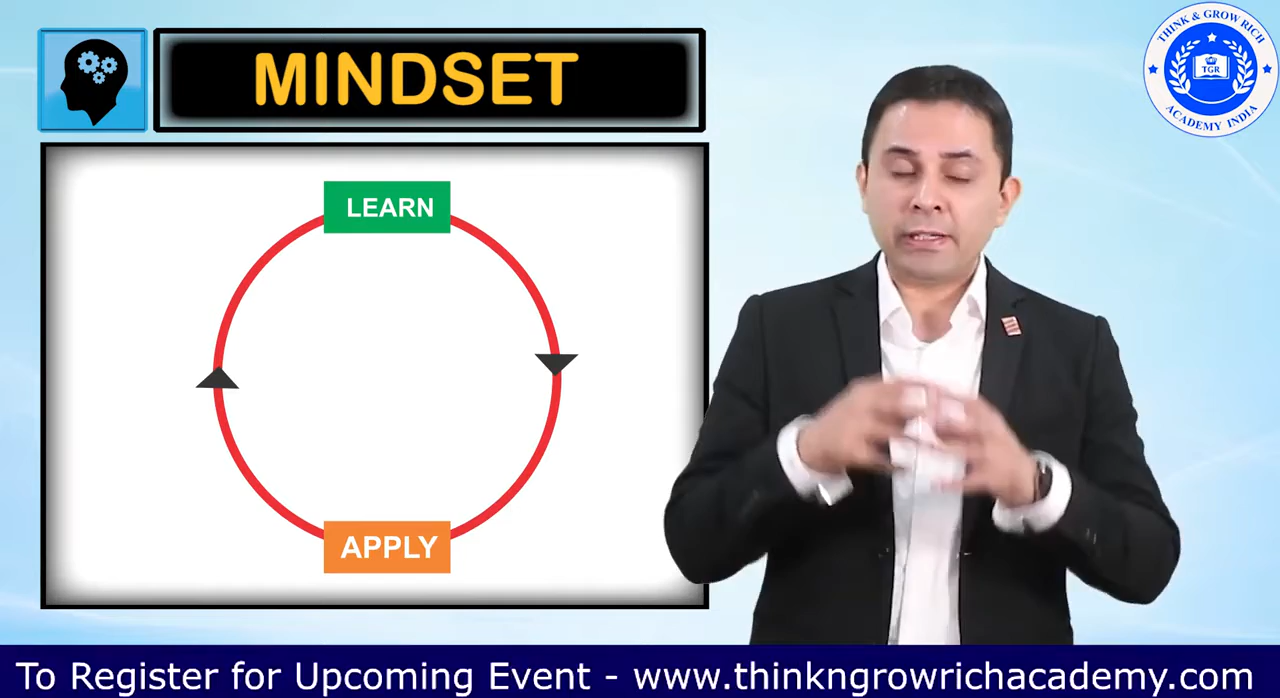 MINDSET
LEARN
APPLY
THINK & GROW RICH
TGR
ACADEMY INDIA
To Register for Upcoming Event - www.thinkngrowrichacademy.com